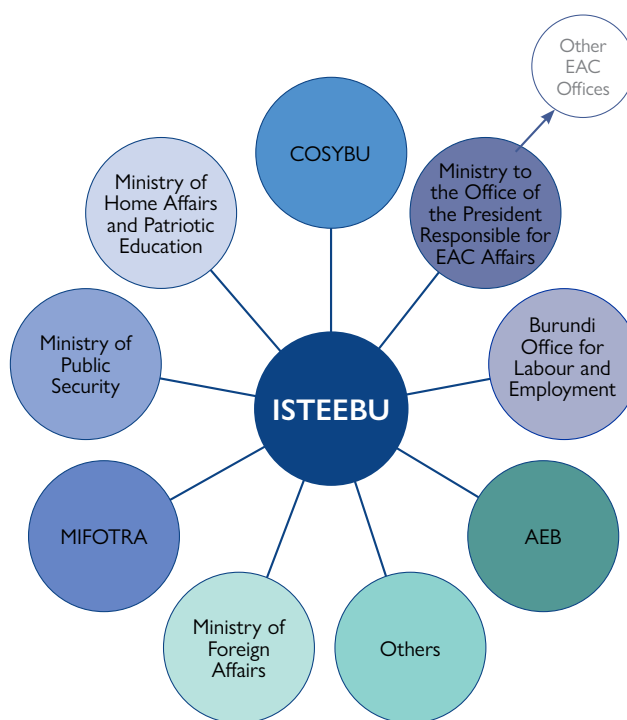 Other
EAC
Offices
COSYBU
Ministry to
the Office of
the President
Responsible for
EAC Affairs
Ministry of
Home Affairs
and Patriotic
Education
Burundi
Office for
Labour and
Employment
Ministry of
Public
Security
ISTEEBU
AEB
MIFOTRA
Others
Ministry of
Foreign
Affairs